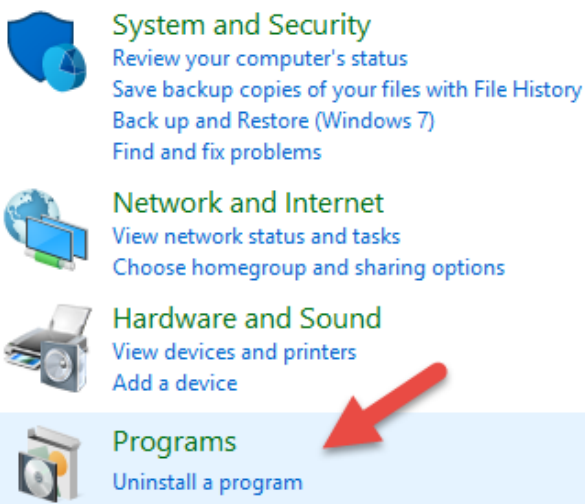 System and Security
Review your computer's status
Save backup copies of your files with File History
Back up and Restore (Windows 7)
Find and fix problems
Network and Internet
View network status and tasks
Choose homegroup and sharing options
Hardware and Sound
View devices and printers
Add a device
Programs
Uninstall a program